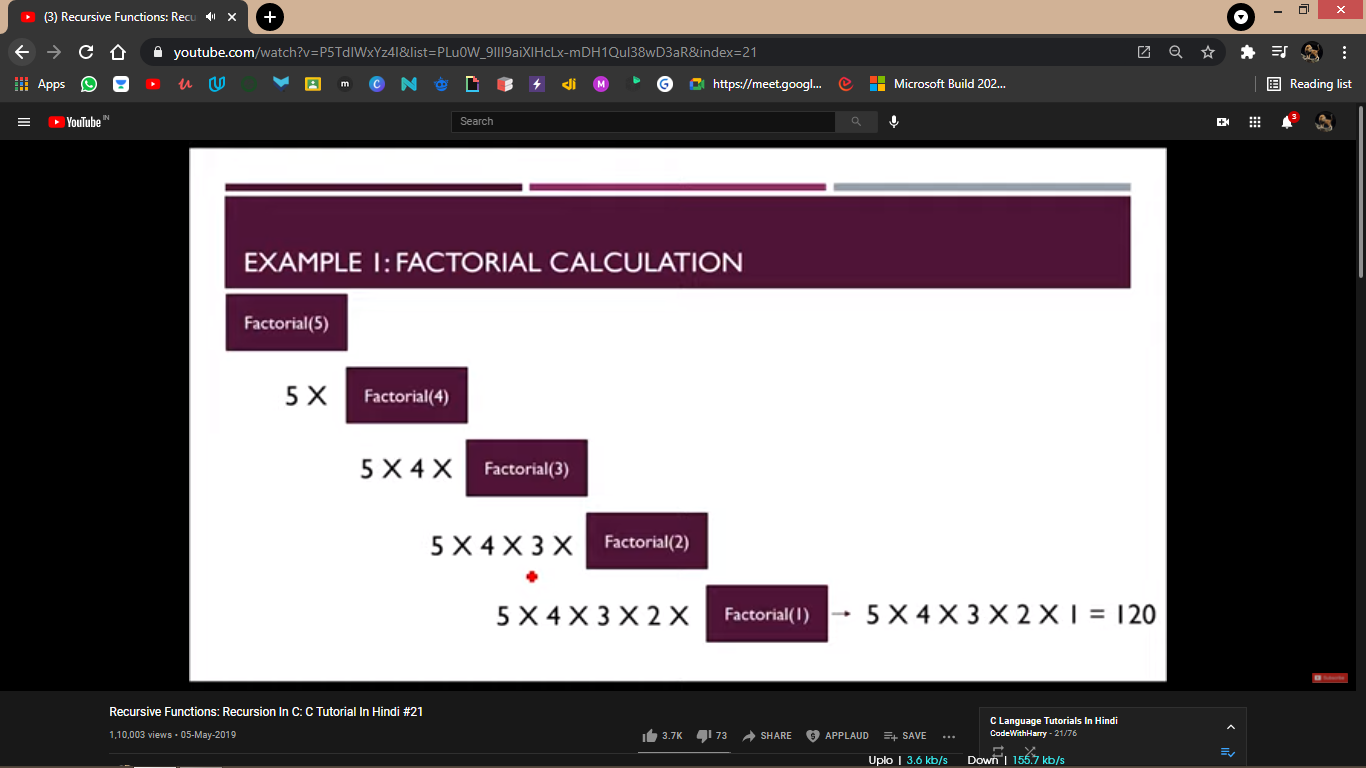 (3) Recursive Functions: Recu
youtube.com/watch?v=P5TdIWxYz4I&list=PLu0W_9lII9aiXlHcLx-mDH1Qul38wD3aR&index=21
Apps
https://meet.googl...
Microsoft Build 202...
Reading list
YouTube IN
Search
3
EXAMPLE 1: FACTORIAL CALCULATION
Factorial(5)
5 X Factorial(4)
5 X 4 X Factorial(3)
5 X 4 X 3 X Factorial(2)
5 X 4 X 3 X 2 X Factorial(1) → 5 X 4 X 3 X 2 X 1 = 120
Subscribe
Recursive Functions: Recursion In C: C Tutorial In Hindi #21
1,10,003 views • 05-May-2019
3.7K
73
SHARE
APPLAUD
SAVE
C Language Tutorials In Hindi
CodeWithHarry - 21/76
Uplo | 3.6 kb/s Down | 155.7 kb/s